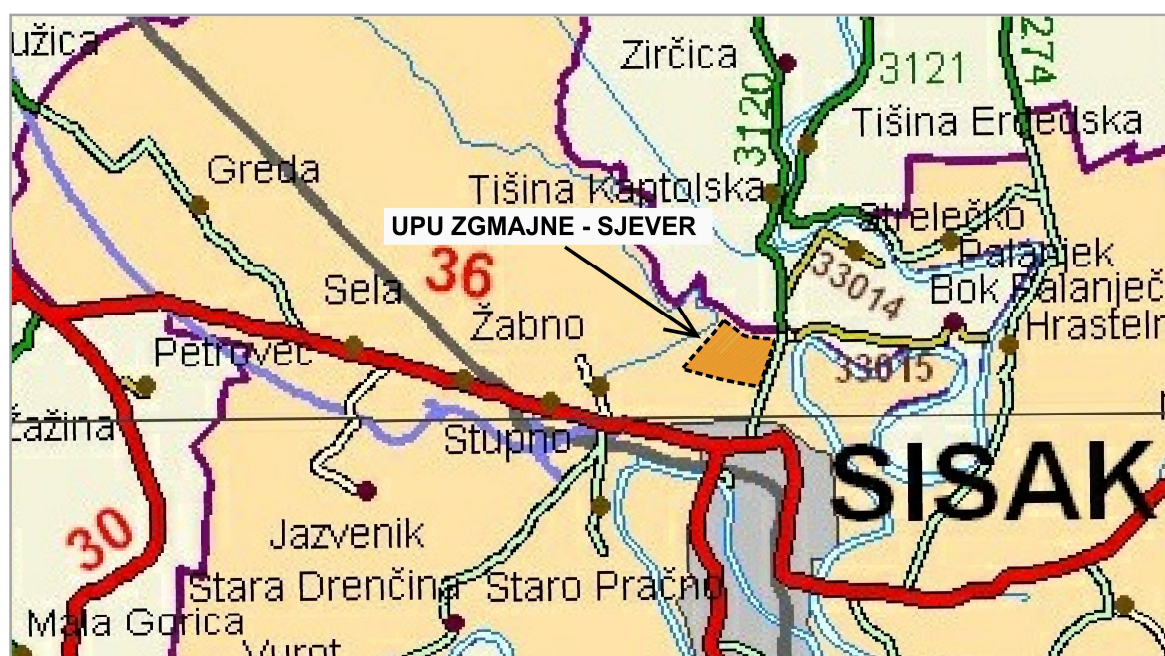 užica
Zirčica
3121
274
3120
Tišina Erdedska
Greda
Tišina Kaptolska
Strelečko
UPU ZGMAJNE - SJEVER
Palanjek
36
33014
Sela
Bok Palanječ
Žabno
Hrasteln
Petrovec
33015
Žažina
Stupno
SISAK
30
Jazvenik
Stara Drenčina
Staro Pračno
Mala Gorica
Vurot